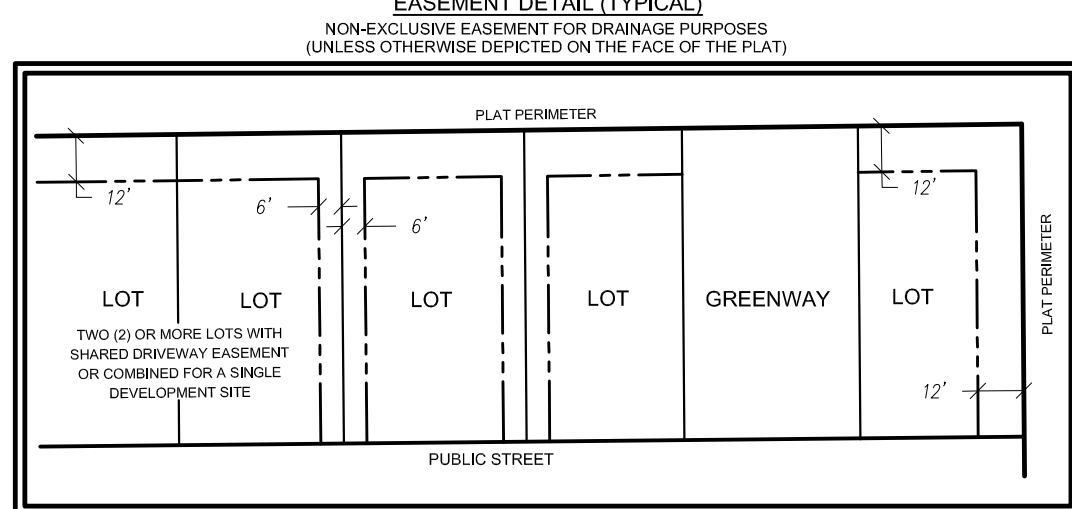 EASEMENT DETAIL (TYPICAL)
NON-EXCLUSIVE EASEMENT FOR DRAINAGE PURPOSES
(UNLESS OTHERWISE DEPICTED ON THE FACE OF THE PLAT)
PLAT PERIMETER
12'
6'
6'
12'
PLAT PERIMETER
LOT
LOT
LOT
LOT
GREENWAY
LOT
TWO (2) OR MORE LOTS WITH
SHARED DRIVEWAY EASEMENT
OR COMBINED FOR A SINGLE
DEVELOPMENT SITE
12'
PUBLIC STREET